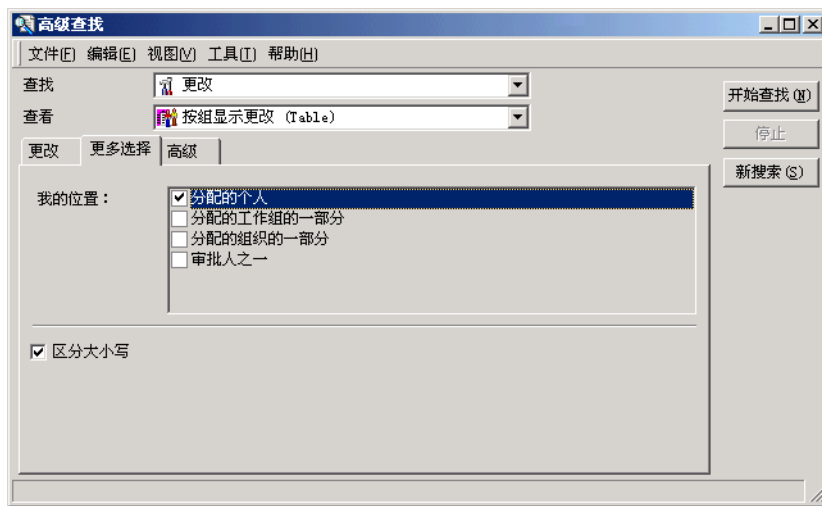 高级查找
文件(F) 编辑(E) 视图(V) 工具(T) 帮助(H)
查找 更改
查看 按组显示更改 (Table)
开始查找(N)
停止
新搜索(S)
更改 更多选择 高级
我的位置：
分配的个人
分配的工作组的一部分
分配的组织的一部分
审批人之一
区分大小写